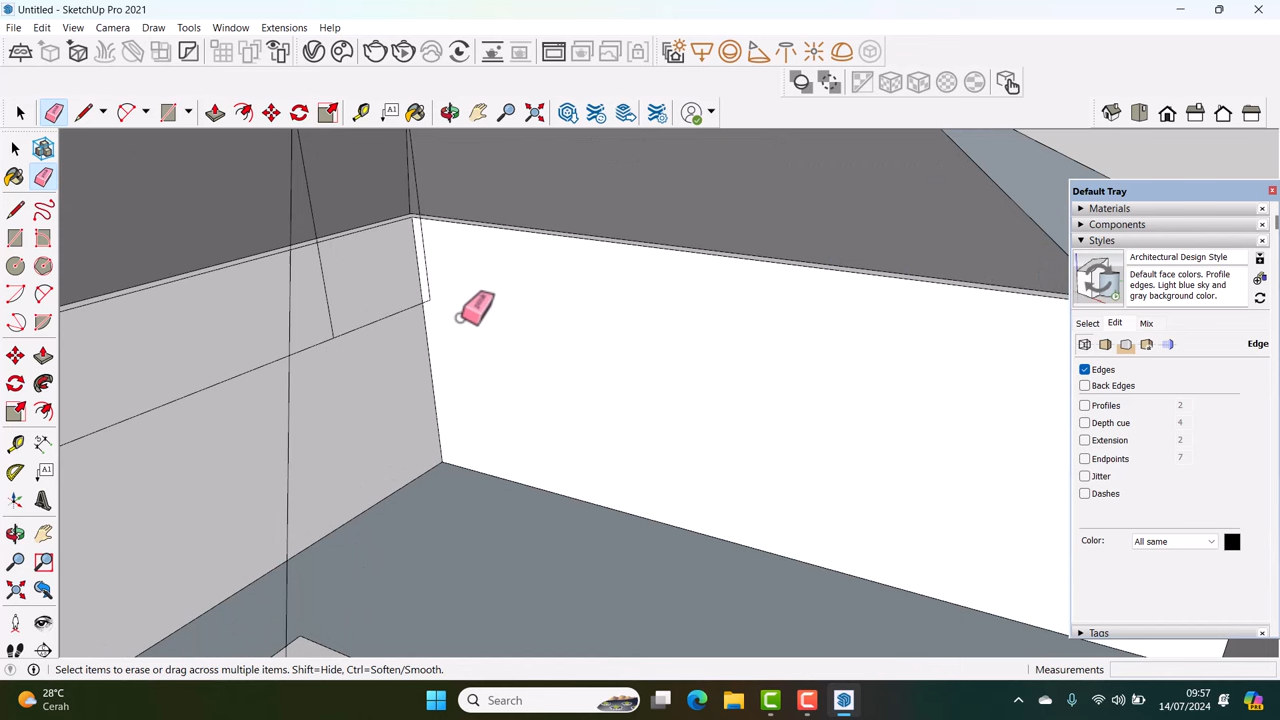 Untitled - SketchUp Pro 2021
File Edit View Camera Draw Tools Window Extensions Help
A1
Default Tray
Materials
Components
Styles
Architectural Design Style
Default face colors. Profile
edges. Light blue sky and
gray background color.
Select Edit Mix
Edge
Edges
Back Edges
Profiles 2
Depth cue 4
Extension 2
Endpoints 7
Jitter
Dashes
Color: All same
Tags
A1
Select items to erase or drag across multiple items. Shift=Hide, Ctrl=Soften/Smooth.
Measurements
28°C
Cerah
Search
09:57
14/07/2024